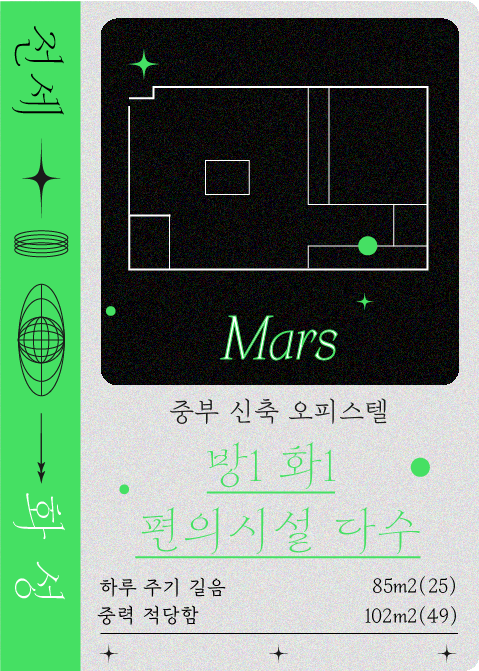 전세
화성
Mars
중부 신축 오피스텔
방1 화1
편의시설 다수
하루 주기 길음 85m2(25)
중력 적당함 102m2(49)